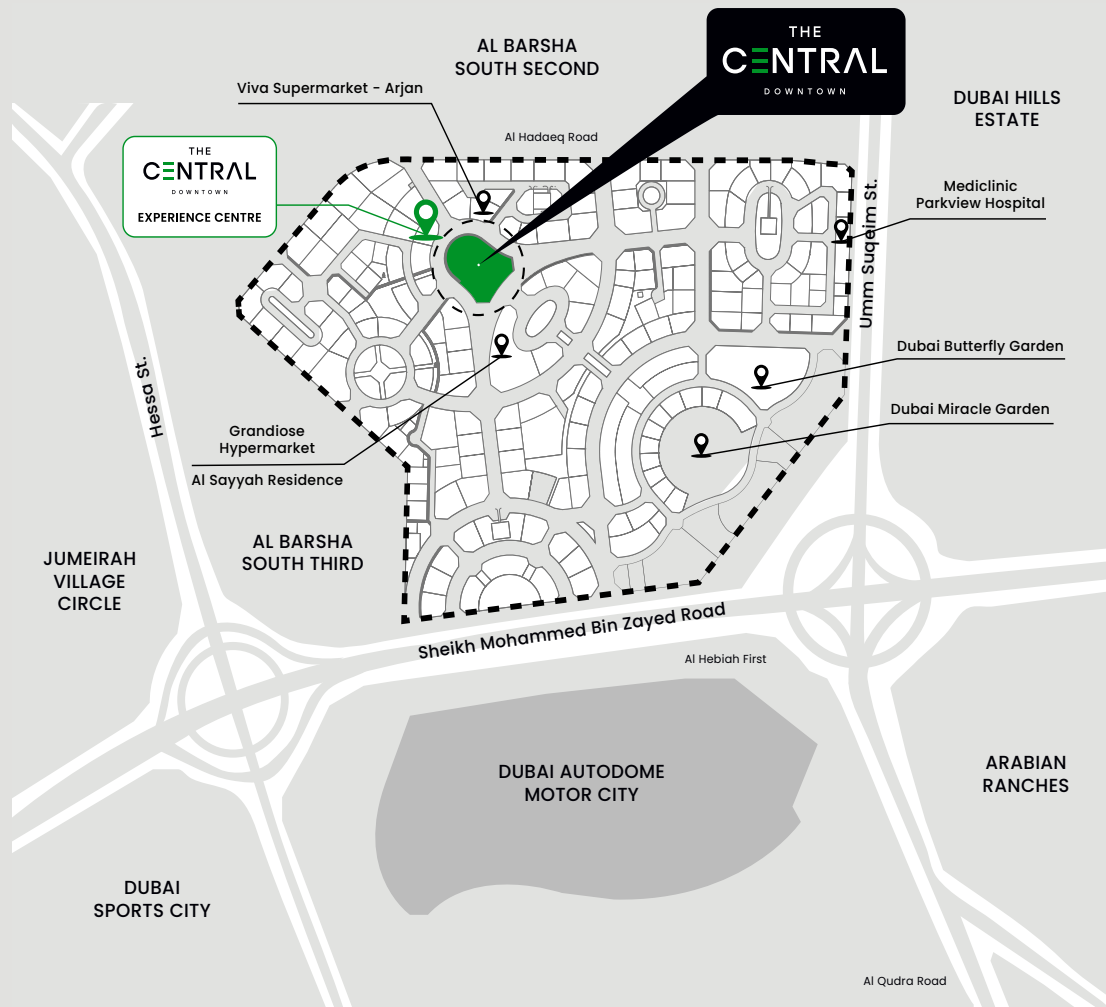 THE
CENTRAL
DOWNTOWN
AL BARSHA
SOUTH SECOND
Viva Supermarket - Arjan
DUBAI HILLS
ESTATE
Al Hadaeq Road
THE
CENTRAL
DOWNTOWN
EXPERIENCE CENTRE
Mediclinic
Parkview Hospital
Umm Suqeim St.
Dubai Butterfly Garden
Hessa St.
Dubai Miracle Garden
Grandiose
Hypermarket
Al Sayyah Residence
AL BARSHA
SOUTH THIRD
JUMEIRAH
VILLAGE
CIRCLE
Sheikh Mohammed Bin Zayed Road
Al Hebiah First
DUBAI AUTODOME
MOTOR CITY
ARABIAN
RANCHES
DUBAI
SPORTS CITY
Al Qudra Road